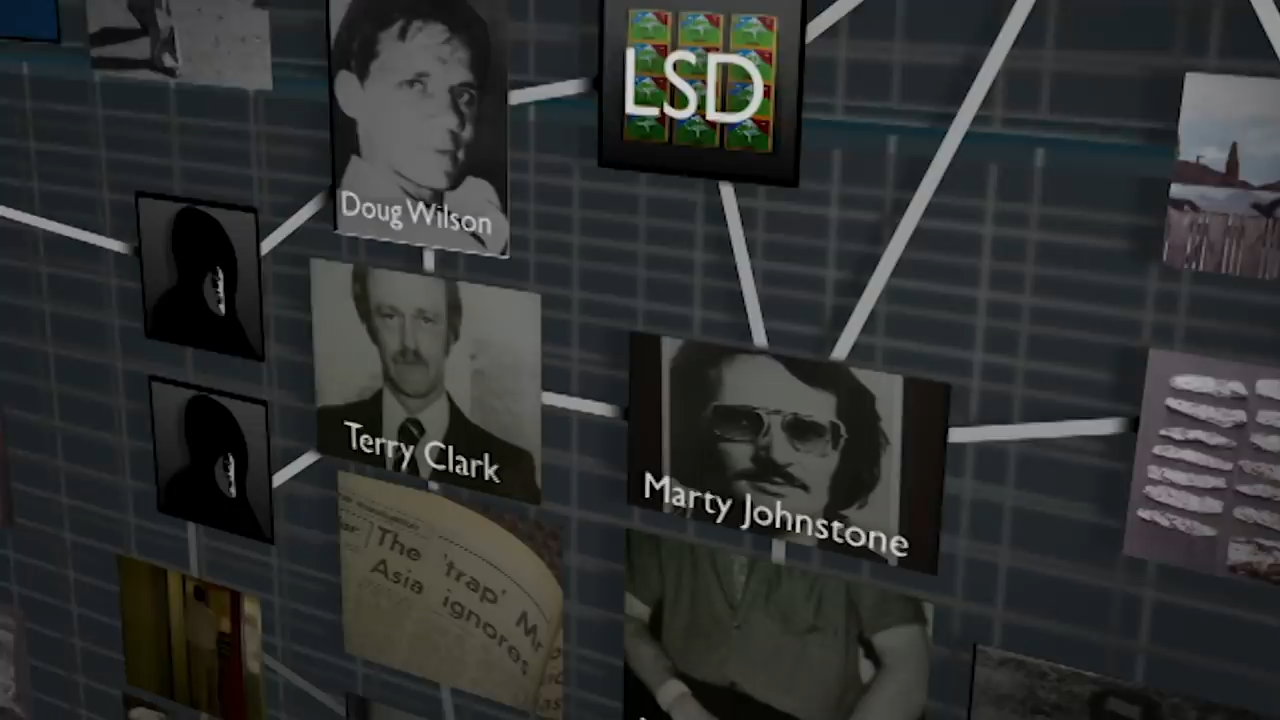 LSD
Doug Wilson
Terry Clark
Marty Johnstone
The 'trap' Mr
Asia ignores